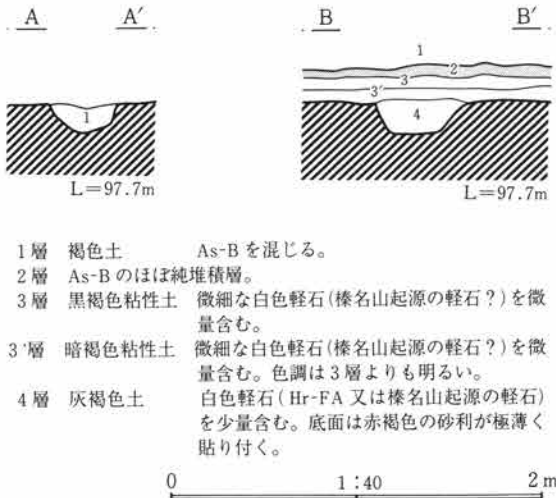 A A′ B B′
1
2
3
3′
1
4
L=97.7m L=97.7m
1層 褐色土 As-Bを混じる。
2層 As-Bのほぼ純堆積層。
3層 黒褐色粘性土 微細な白色軽石(榛名山起源の軽石?)を微
量含む。
3′層 暗褐色粘性土 微細な白色軽石(榛名山起源の軽石?)を微
量含む。色調は3層よりも明るい。
4層 灰褐色土 白色軽石(Hr-FA 又は榛名山起源の軽石)
を少量含む。底面は赤褐色の砂利が極薄く
貼り付く。
0 1:40 2m